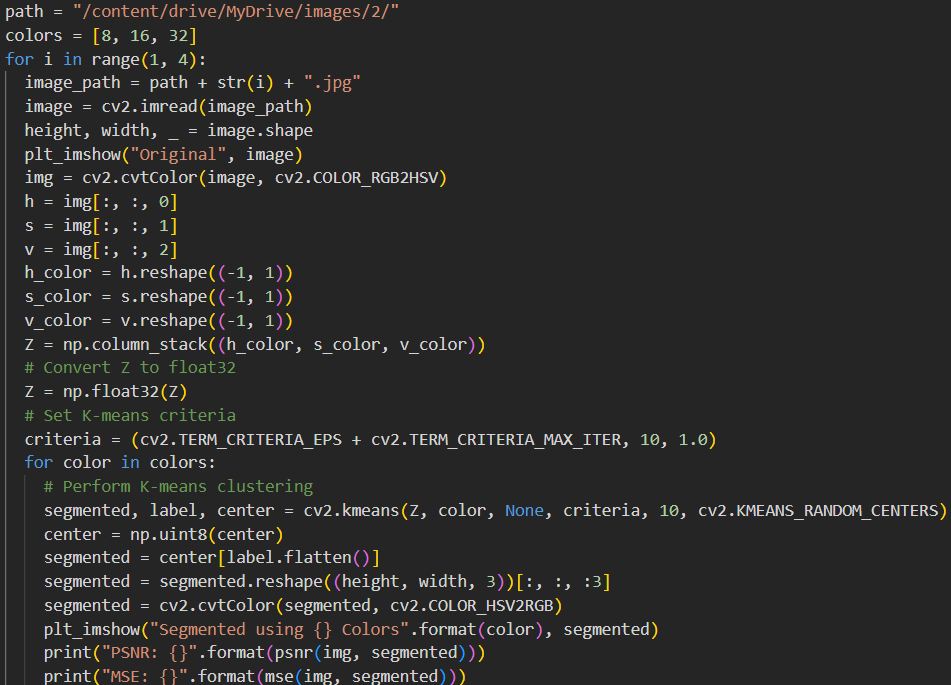 path = "/content/drive/MyDrive/images/2/"
colors = [8, 16, 32]
for i in range(1, 4):
  image_path = path + str(i) + ".jpg"
  image = cv2.imread(image_path)
  height, width, _ = image.shape
  plt_imshow("Original", image)
  img = cv2.cvtColor(image, cv2.COLOR_RGB2HSV)
  h = img[:, :, 0]
  s = img[:, :, 1]
  v = img[:, :, 2]
  h_color = h.reshape((-1, 1))
  s_color = s.reshape((-1, 1))
  v_color = v.reshape((-1, 1))
  Z = np.column_stack((h_color, s_color, v_color))
  # Convert Z to float32
  Z = np.float32(Z)
  # Set K-means criteria
  criteria = (cv2.TERM_CRITERIA_EPS + cv2.TERM_CRITERIA_MAX_ITER, 10, 1.0)
  for color in colors:
    # Perform K-means clustering
    segmented, label, center = cv2.kmeans(Z, color, None, criteria, 10, cv2.KMEANS_RANDOM_CENTERS)
    center = np.uint8(center)
    segmented = center[label.flatten()]
    segmented = segmented.reshape((height, width, 3))[:, :, :3]
    segmented = cv2.cvtColor(segmented, cv2.COLOR_HSV2RGB)
    plt_imshow("Segmented using {} Colors".format(color), segmented)
    print("PSNR: {}".format(psnr(img, segmented)))
    print("MSE: {}".format(mse(img, segmented)))